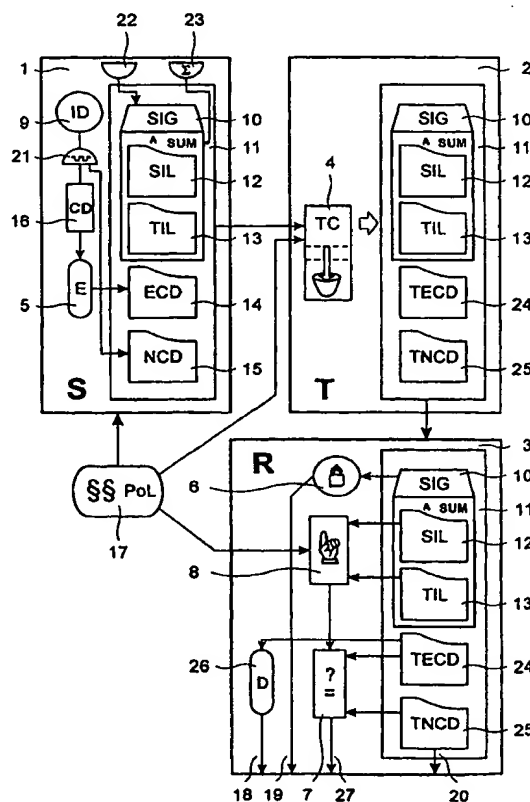 22
23
1
2
ID
9
Σ
SIG
10
SIG
10
21
A SUM
11
4
A SUM
11
SIL
12
SIL
12
CD
16
TIL
13
TC
TIL
13
5
E
ECD
14
TECD
24
NCD
15
TNCD
25
S
T
R
3
§§ PoL
17
6
SIG
10
A SUM
11
SIL
12
8
TIL
13
26
D
?
=
TECD
24
TNCD
25
18
19
7
27
20